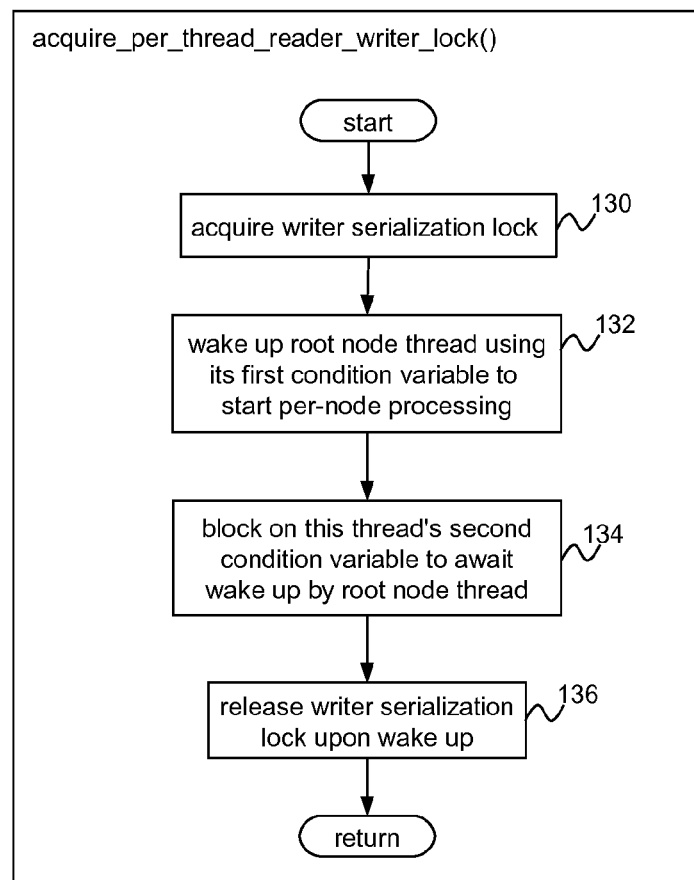 acquire_per_thread_reader_writer_lock()
start
acquire writer serialization lock
130
wake up root node thread using
its first condition variable to
start per-node processing
132
block on this thread's second
condition variable to await
wake up by root node thread
134
release writer serialization
lock upon wake up
136
return